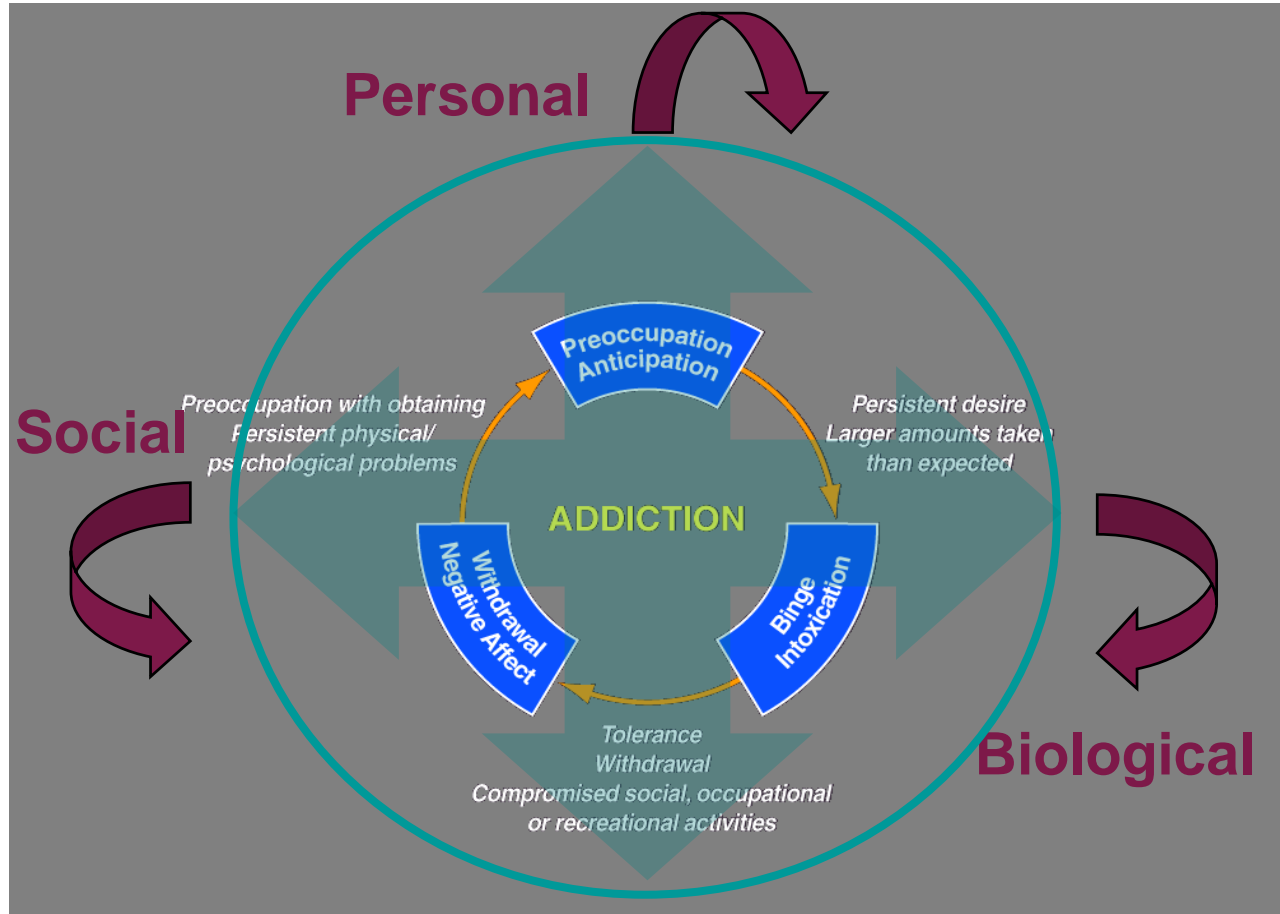 Personal
Preoccupation
Anticipation
Preoccupation with obtaining
Persistent physical/
psychological problems
Persistent desire
Larger amounts taken
than expected
Social
ADDICTION
Withdrawal
Negative Affect
Binge
Intoxication
Tolerance
Withdrawal
Compromised social, occupational
or recreational activities
Biological